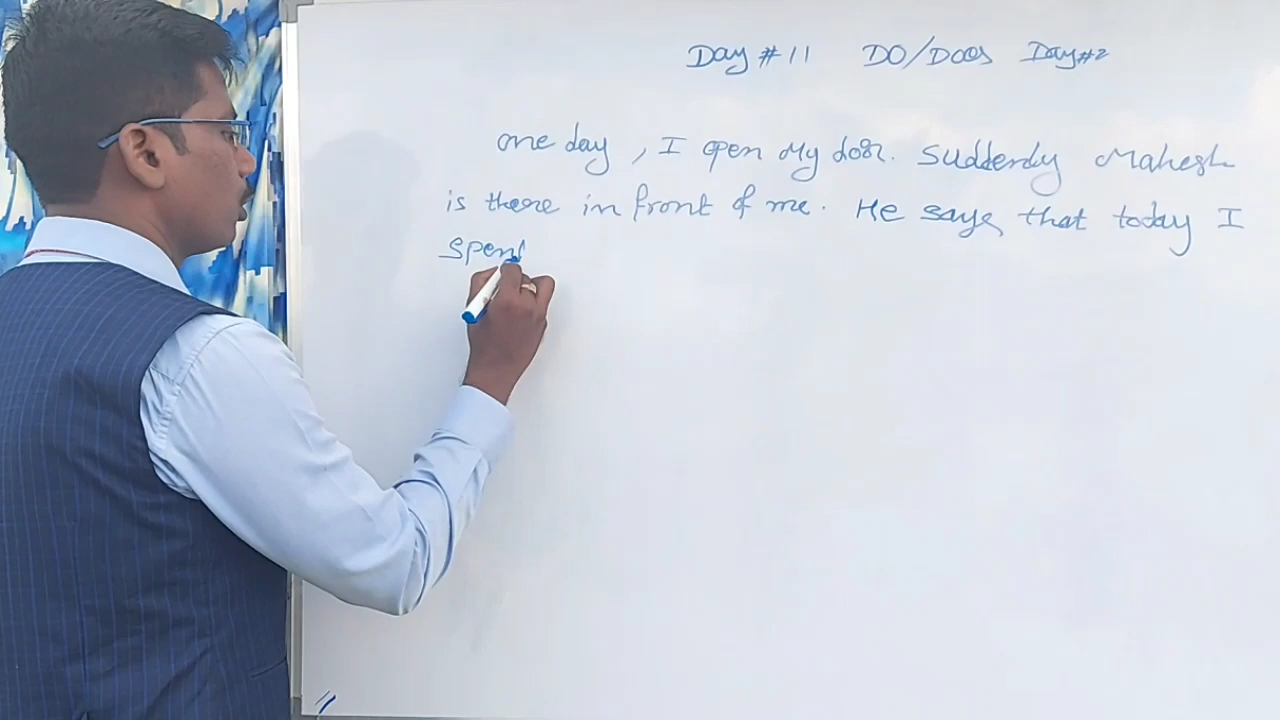 Day #11 DO/DOES Day#2
one day, I open my door. Suddenly Mahesh
is there in front of me. He says that today I
spend